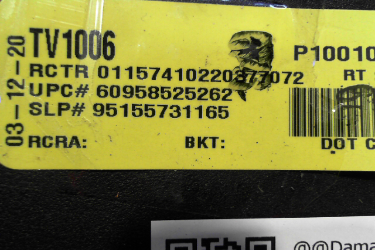 03-12-20
TV1006
P10010
RCTR 01157410220377072
RT
UPC# 60958525262
SLP# 95155731165
RCRA: BKT: DOT C
@@Dama